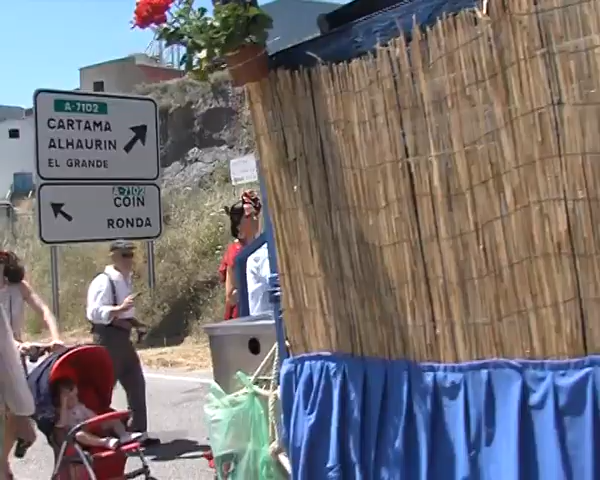 A-7102
CARTAMA
ALHAURIN
EL GRANDE
A-7102
COIN
RONDA